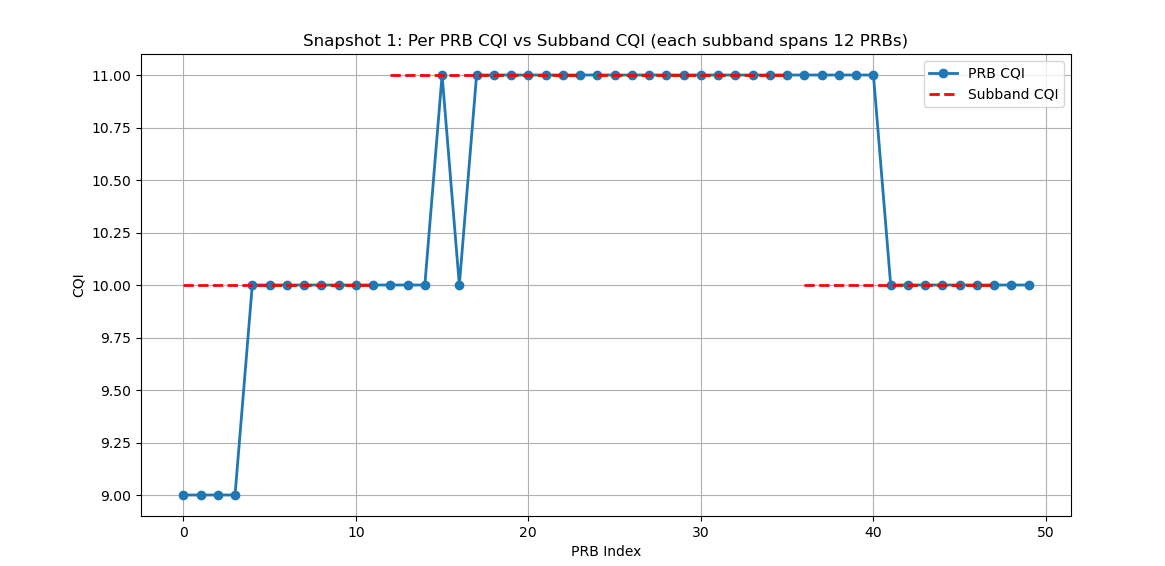 Snapshot 1: Per PRB CQI vs Subband CQI (each subband spans 12 PRBs)
PRB CQI
Subband CQI
CQI
11.00
10.75
10.50
10.25
10.00
9.75
9.50
9.25
9.00
0 10 20 30 40 50
PRB Index